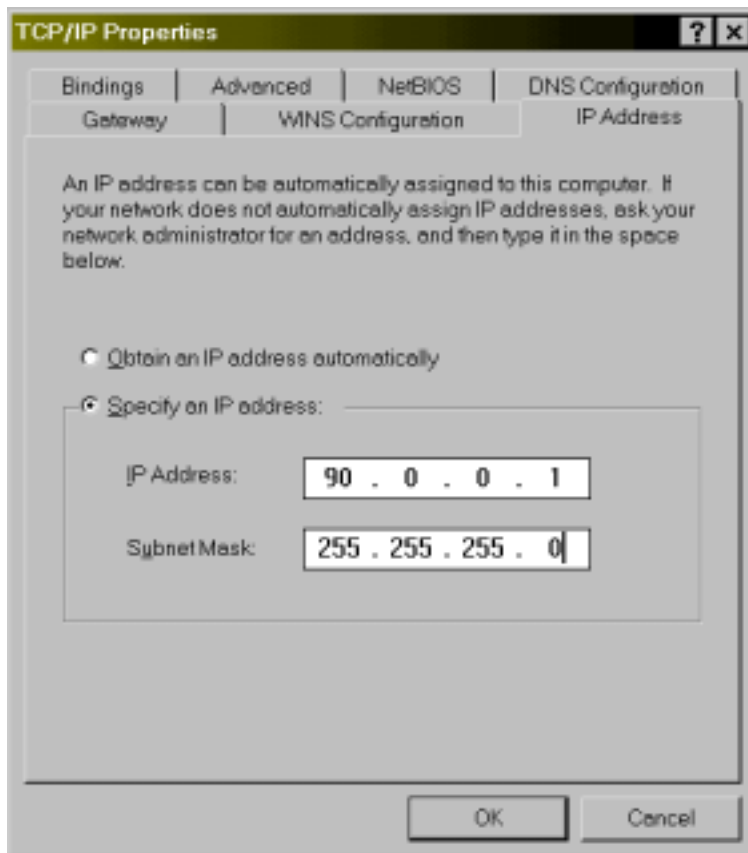 TCP/IP Properties
? ×
Bindings Advanced NetBIOS DNS Configuration
Gateway WINS Configuration IP Address
An IP address can be automatically assigned to this computer. If
your network does not automatically assign IP addresses, ask your
network administrator for an address, and then type it in the space
below.
Obtain an IP address automatically
Specify an IP address:
IP Address: 90 . 0 . 0 . 1
Subnet Mask: 255 . 255 . 255 . 0
OK Cancel